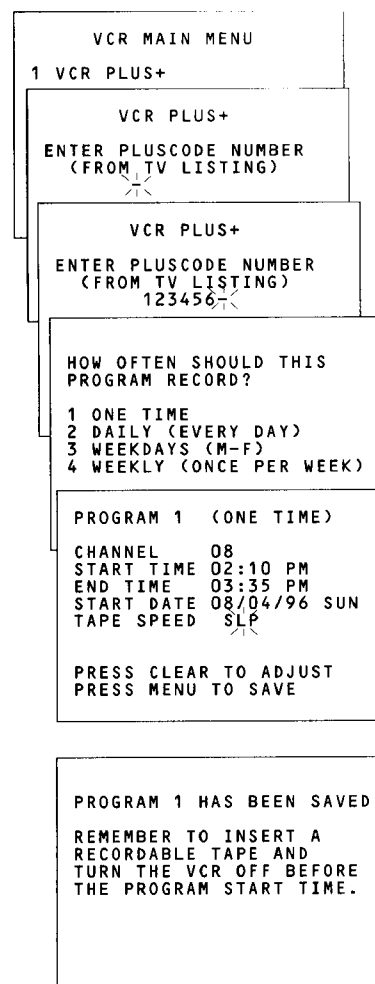 VCR MAIN MENU
1 VCR PLUS+
VCR PLUS+
ENTER PLUSCODE NUMBER
(FROM TV LISTING)
-
VCR PLUS+
ENTER PLUSCODE NUMBER
(FROM TV LISTING)
123456-
HOW OFTEN SHOULD THIS
PROGRAM RECORD?
1 ONE TIME
2 DAILY (EVERY DAY)
3 WEEKDAYS (M-F)
4 WEEKLY (ONCE PER WEEK)
PROGRAM 1 (ONE TIME)
CHANNEL 08
START TIME 02:10 PM
END TIME 03:35 PM
START DATE 08/04/96 SUN
TAPE SPEED SLP
PRESS CLEAR TO ADJUST
PRESS MENU TO SAVE
PROGRAM 1 HAS BEEN SAVED
REMEMBER TO INSERT A
RECORDABLE TAPE AND
TURN THE VCR OFF BEFORE
THE PROGRAM START TIME.